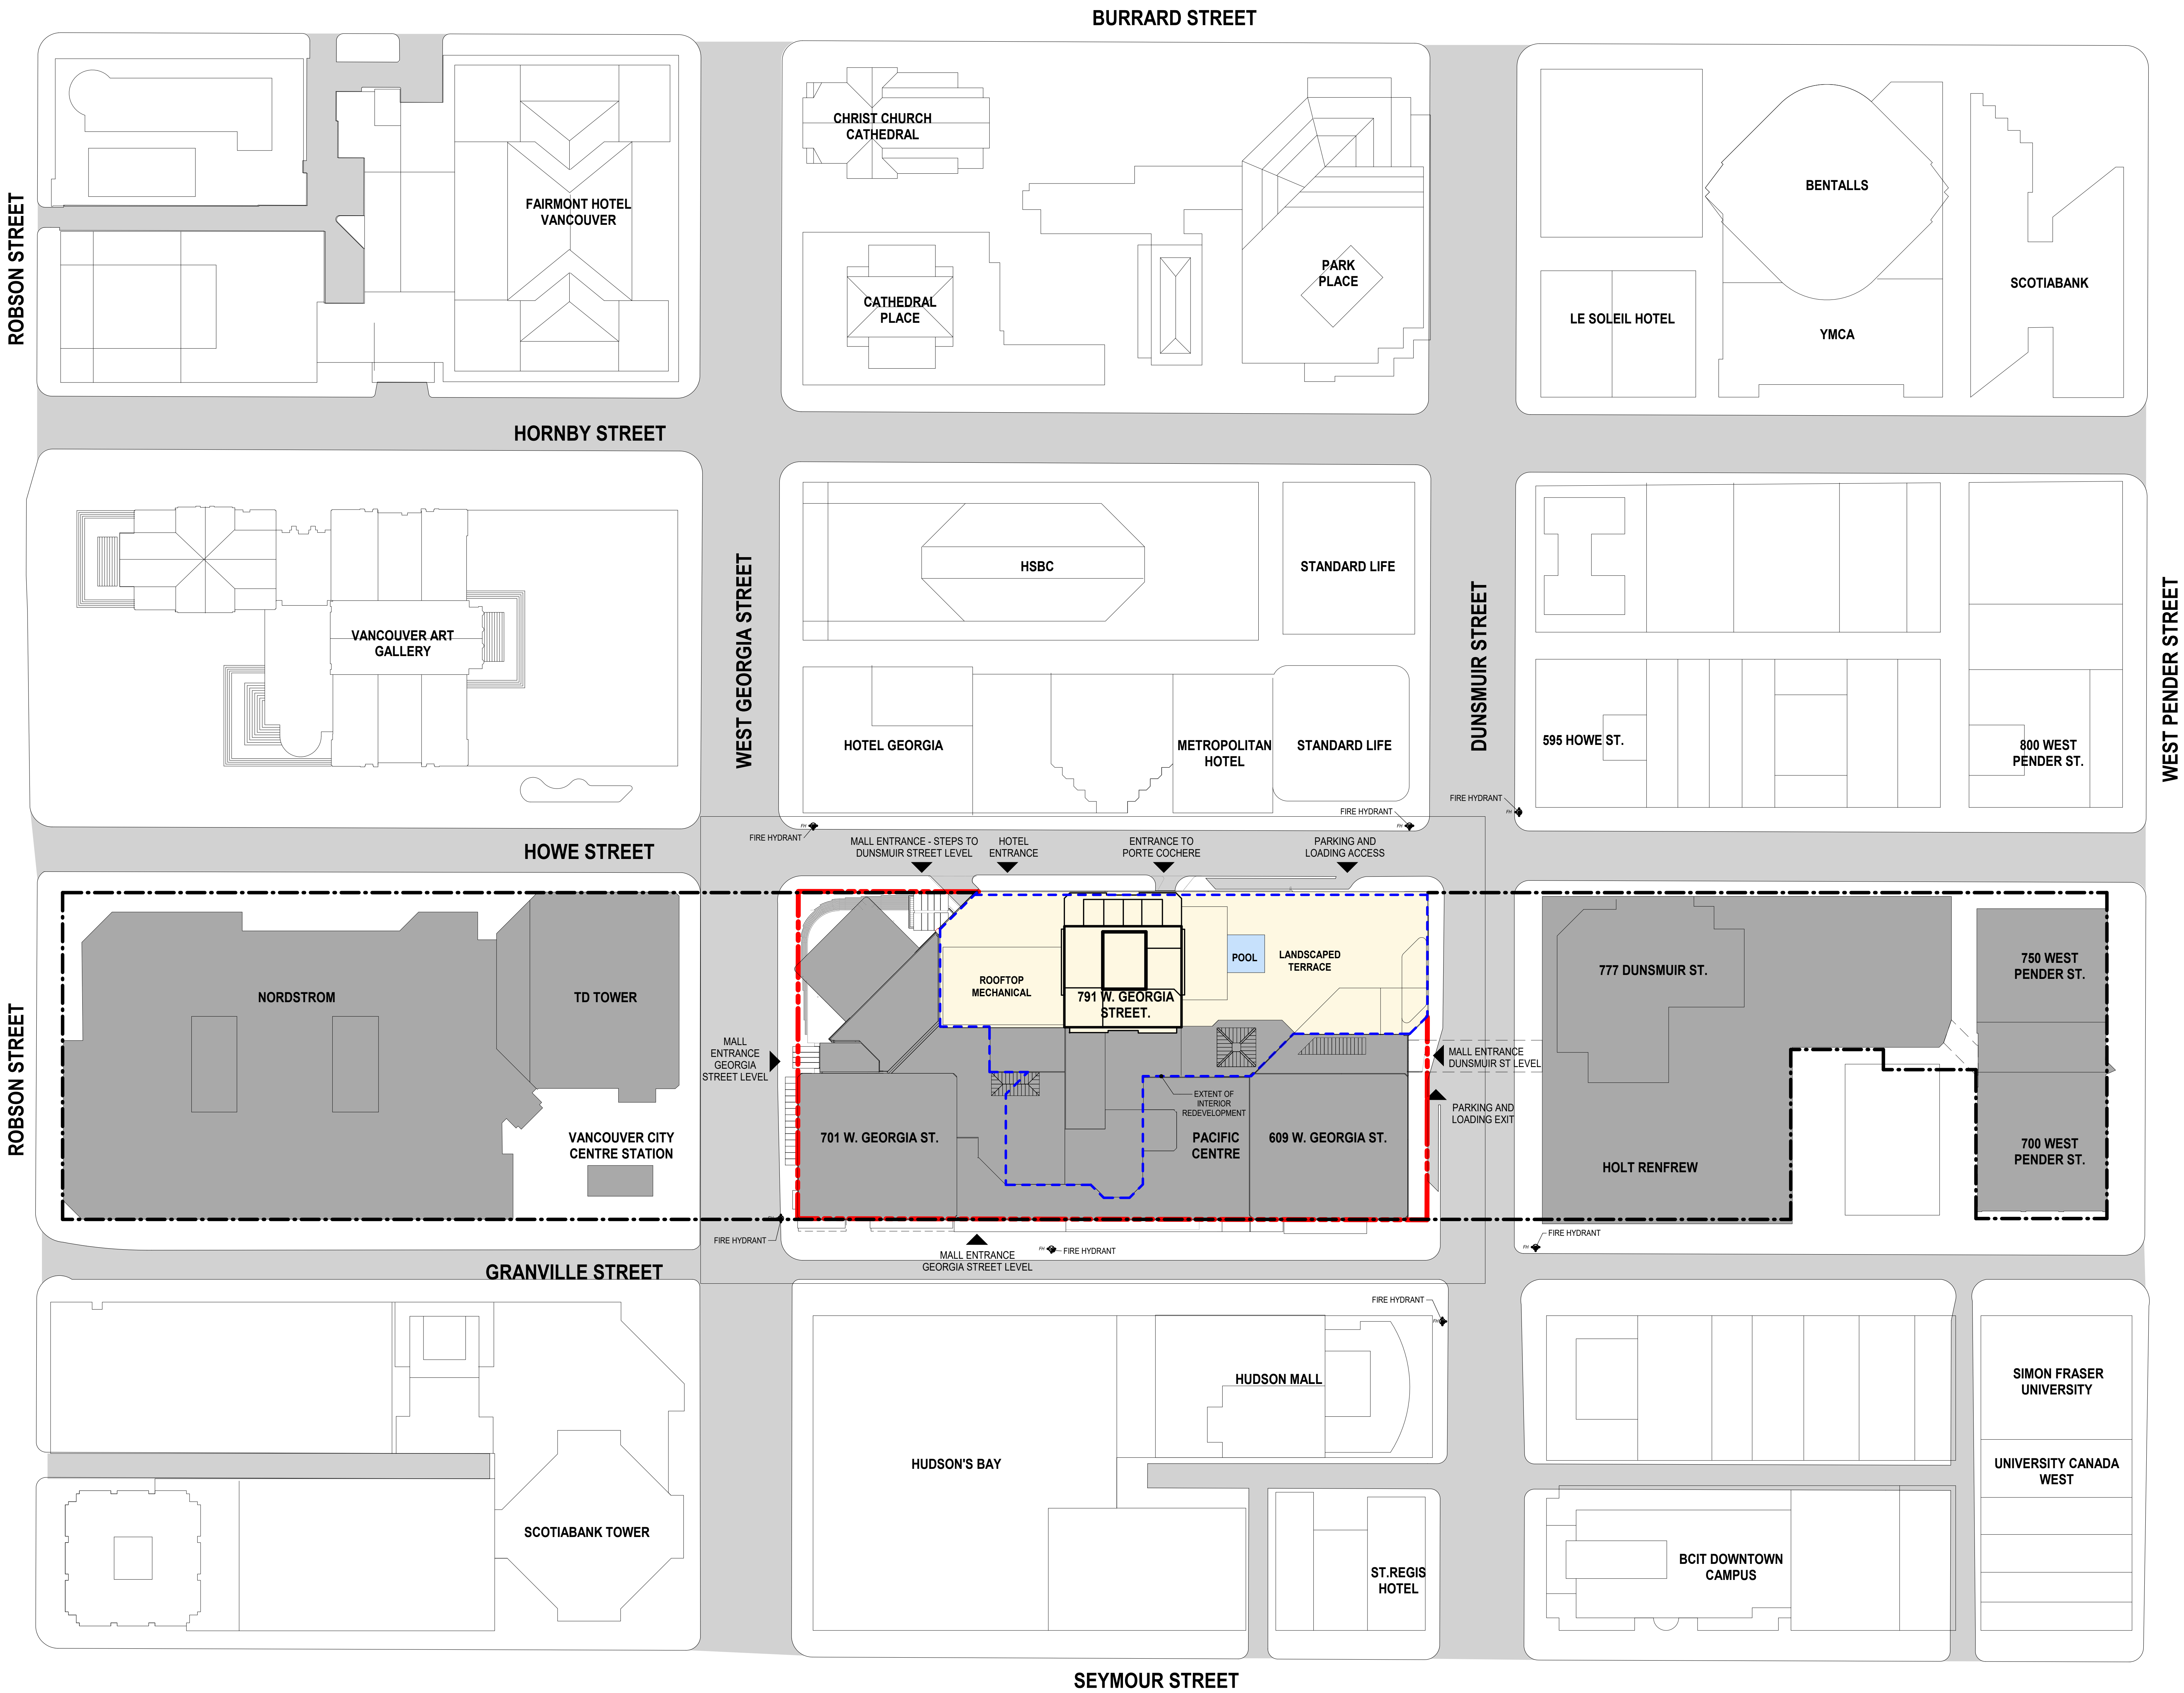 BURRARD STREET
CHRIST CHURCH
CATHEDRAL
BENTALLS
FAIRMONT HOTEL
VANCOUVER
ROBSON STREET
PARK
PLACE
SCOTIABANK
CATHEDRAL
PLACE
LE SOLEIL HOTEL
YMCA
HORNBY STREET
HSBC
STANDARD LIFE
WEST GEORGIA STREET
DUNSMUIR STREET
WEST PENDER STREET
VANCOUVER ART
GALLERY
HOTEL GEORGIA
METROPOLITAN
HOTEL
STANDARD LIFE
595 HOWE ST.
800 WEST
PENDER ST.
FIRE HYDRANT
FH
FIRE HYDRANT
FH
FIRE HYDRANT
FH
HOWE STREET
MALL ENTRANCE - STEPS TO
DUNSMUIR STREET LEVEL
HOTEL
ENTRANCE
ENTRANCE TO
PORTE COCHERE
PARKING AND
LOADING ACCESS
NORDSTROM
TD TOWER
ROOFTOP
MECHANICAL
791 W. GEORGIA
STREET.
POOL
LANDSCAPED
TERRACE
777 DUNSMUIR ST.
750 WEST
PENDER ST.
ROBSON STREET
MALL
ENTRANCE
GEORGIA
STREET LEVEL
MALL ENTRANCE
DUNSMUIR ST LEVEL
EXTENT OF
INTERIOR
REDEVELOPMENT
PARKING AND
LOADING EXIT
VANCOUVER CITY
CENTRE STATION
701 W. GEORGIA ST.
PACIFIC
CENTRE
609 W. GEORGIA ST.
HOLT RENFREW
700 WEST
PENDER ST.
FIRE HYDRANT
MALL ENTRANCE
GEORGIA STREET LEVEL
FH
FIRE HYDRANT
FH
FIRE HYDRANT
GRANVILLE STREET
FIRE HYDRANT
FH
HUDSON MALL
SIMON FRASER
UNIVERSITY
HUDSON'S BAY
UNIVERSITY CANADA
WEST
SCOTIABANK TOWER
ST.REGIS
HOTEL
BCIT DOWNTOWN
CAMPUS
SEYMOUR STREET